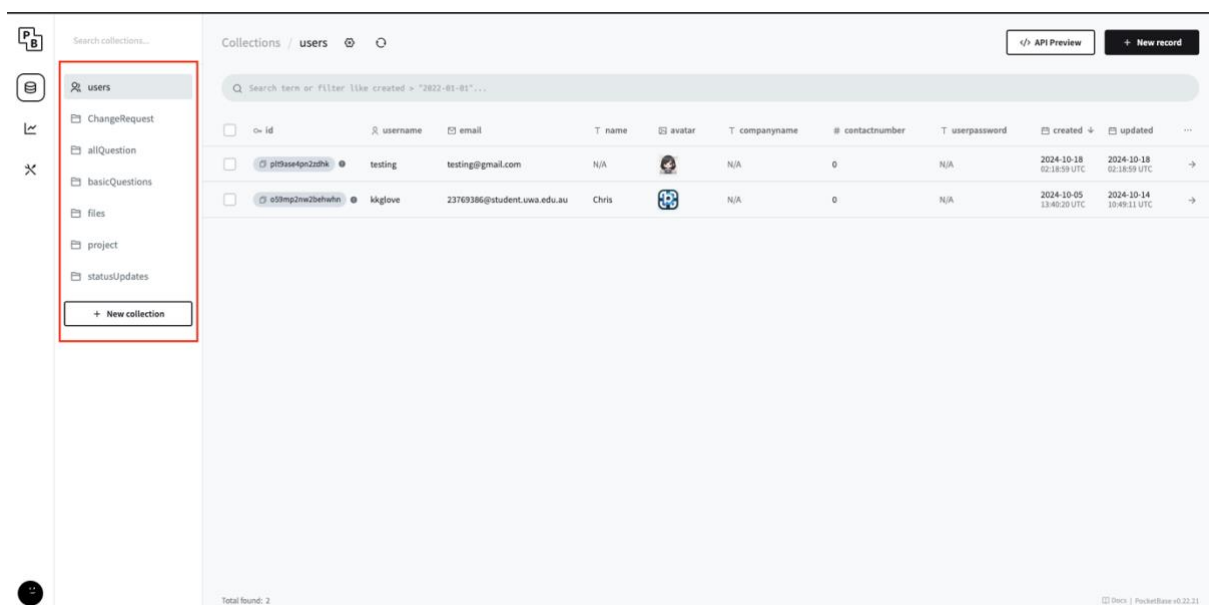 PB
Search collections...
Collections / users
</> API Preview
+ New record
users
ChangeRequest
allQuestion
basicQuestions
files
project
statusUpdates
+ New collection
Search term or filter like created > "2022-01-01"...
id username email name avatar companyname # contactnumber userpassword created updated
plt9ase4pn2zdhk testing testing@gmail.com N/A N/A 0 N/A 2024-10-18 2024-10-18
02:18:59 UTC 02:18:59 UTC
o59mp2nw2behwhn kkglove 23769386@student.uwa.edu.au Chris N/A 0 N/A 2024-10-05 2024-10-14
13:40:20 UTC 10:49:11 UTC
Total found: 2
Docs | PocketBase v0.22.21